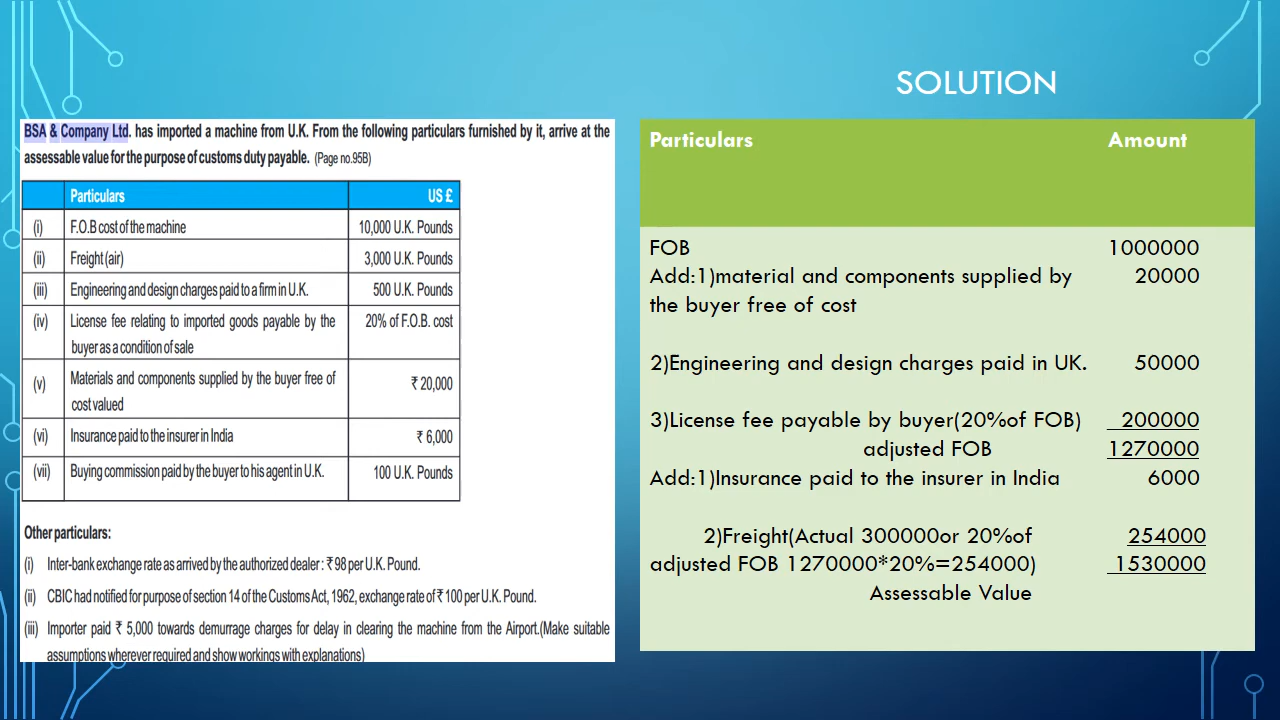 SOLUTION
BSA & Company Ltd. has imported a machine from U.K. From the following particulars furnished by it, arrive at the
assessable value for the purpose of customs duty payable. (Page no.95B)
Particulars US £
(i) F.O.B cost of the machine 10,000 U.K. Pounds
(ii) Freight (air) 3,000 U.K. Pounds
(iii) Engineering and design charges paid to a firm in U.K. 500 U.K. Pounds
(iv) License fee relating to imported goods payable by the 20% of F.O.B. cost
buyer as a condition of sale
(v) Materials and components supplied by the buyer free of ₹ 20,000
cost valued
(vi) Insurance paid to the insurer in India ₹ 6,000
(vii) Buying commission paid by the buyer to his agent in U.K. 100 U.K. Pounds
Other particulars:
(i) Inter-bank exchange rate as arrived by the authorized dealer : ₹ 98 per U.K. Pound.
(ii) CBIC had notified for purpose of section 14 of the Customs Act, 1962, exchange rate of ₹ 100 per U.K. Pound.
(iii) Importer paid ₹ 5,000 towards demurrage charges for delay in clearing the machine from the Airport.(Make suitable
assumptions wherever required and show workings with explanations)
Particulars Amount
FOB 1000000
Add:1)material and components supplied by 20000
the buyer free of cost
2)Engineering and design charges paid in UK. 50000
3)License fee payable by buyer(20%of FOB) 200000
adjusted FOB 1270000
Add:1)Insurance paid to the insurer in India 6000
2)Freight(Actual 300000or 20%of 254000
adjusted FOB 1270000*20%=254000) 1530000
Assessable Value